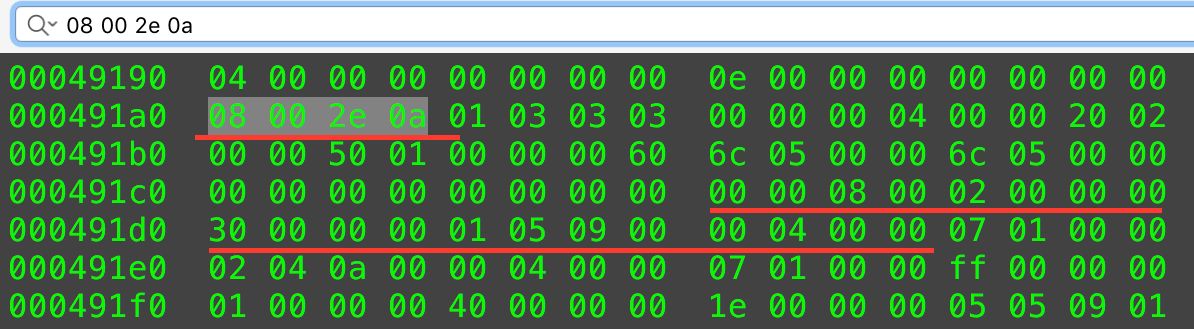 08 00 2e 0a
00049190 04 00 00 00 00 00 00 00 0e 00 00 00 00 00 00 00
000491a0 08 00 2e 0a 01 03 03 03 00 00 00 04 00 00 20 02
000491b0 00 00 50 01 00 00 00 60 6c 05 00 00 6c 05 00 00
000491c0 00 00 00 00 00 00 00 00 00 00 08 00 02 00 00 00
000491d0 30 00 00 00 01 05 09 00 00 04 00 00 07 01 00 00
000491e0 02 04 0a 00 00 04 00 00 07 01 00 00 ff 00 00 00
000491f0 01 00 00 00 40 00 00 00 1e 00 00 00 05 05 09 01